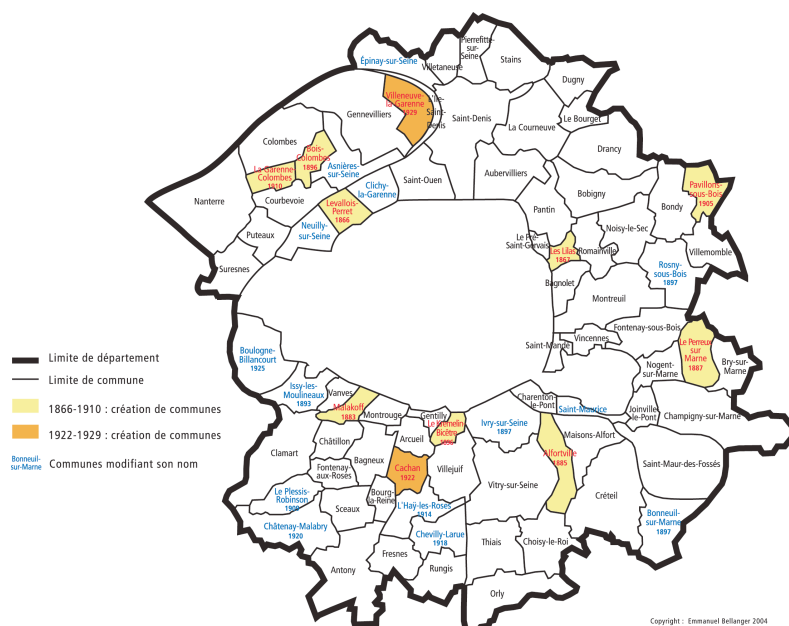 Épinay-sur-Seine
Pierrefitte-
sur-
Seine
Villetaneuse
Stains
Dugny
Villeneuve-
la-Garenne
1929
L'Île-
Saint-
Denis
Gennevilliers
Saint-Denis
La Courneuve
Le Bourget
Colombes
Bois-
Colombes
1896
Asnières-
sur-Seine
La Garenne
Colombes
1910
Clichy-
la-Garenne
Saint-Ouen
Aubervilliers
Drancy
Bobigny
Pavillons-
sous-Bois
1905
Bondy
Nanterre
Courbevoie
Levallois-
Perret
1866
Pantin
Noisy-le-Sec
Puteaux
Neuilly-
sur-Seine
Le Pré-
Saint-Gervais
Les Lilas
1867
Romainville
Villemomble
Suresnes
Rosny-
sous-Bois
1897
Bagnolet
Montreuil
Fontenay-sous-Bois
Vincennes
Saint-Mandé
Le Perreux
sur
Marne
1887
Bry-sur-
Marne
Nogent-
sur-Marne
Boulogne-
Billancourt
1925
Issy-les-
Moulineaux
1893
Vanves
Malakoff
1883
Montrouge
Gentilly
Le Kremlin
Bicêtre
1896
Ivry-sur-Seine
1897
Charenton-
le-Pont
Saint-Maurice
Joinville-
le-Pont
Champigny-sur-Marne
Maisons-Alfort
Alfortville
1885
Saint-Maur-des-Fossés
Clamart
Châtillon
Fontenay-
aux-Roses
Bagneux
Arcueil
Cachan
1922
Villejuif
Vitry-sur-Seine
Créteil
Le Plessis-
Robinson
1909
Bourg-
la-Reine
Sceaux
L'Haÿ-les-Roses
1914
Châtenay-Malabry
1920
Chevilly-Larue
1918
Bonneuil-
sur-Marne
1897
Antony
Fresnes
Rungis
Thiais
Choisy-le-Roi
Orly
Limite de département
Limite de commune
1866-1910 : création de communes
1922-1929 : création de communes
Bonneuil-
sur-Marne
Communes modifiant son nom
Copyright : Emmanuel Bellanger 2004